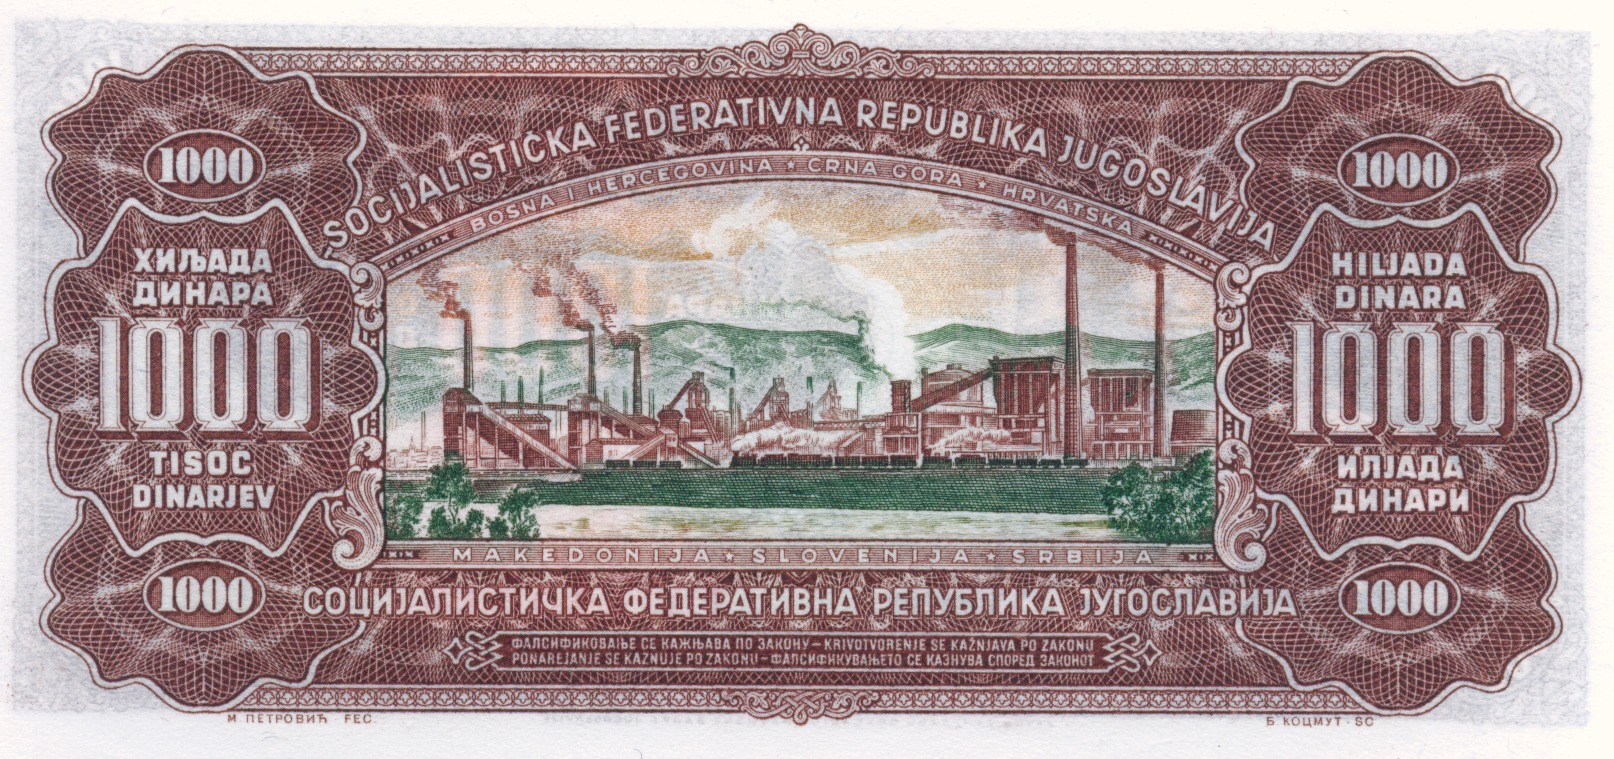 SOCIJALISTIČKA FEDERATIVNA REPUBLIKA JUGOSLAVIJA
BOSNA I HERCEGOVINA ★ CRNA GORA ★ HRVATSKA
1000
1000
ХИЉАДА
ДИНАРА
1000
TISOČ
DINARJEV
HILJADA
DINARA
1000
ИЛЈАДА
ДИНАРИ
MAKEDONIJA ★ SLOVENIJA ★ SRBIJA
1000
СОЦИЈАЛИСТИЧКА ФЕДЕРАТИВНА РЕПУБЛИКА ЈУГОСЛАВИЈА
1000
ФАЛСИФИКОВАЊЕ СЕ КАЖЊАВА ПО ЗАКОНУ – KRIVOTVORENJE SE KAŽNJAVA PO ZAKONU
PONAREJANJE SE KAZNUJE PO ZAKONU – ФАЛСИФИКУВАЊЕТО СЕ КАЗНУВА СПОРЕД ЗАКОНОТ
М. ПЕТРОВИЋ FEC.
Б. КОЦМУТ · SC